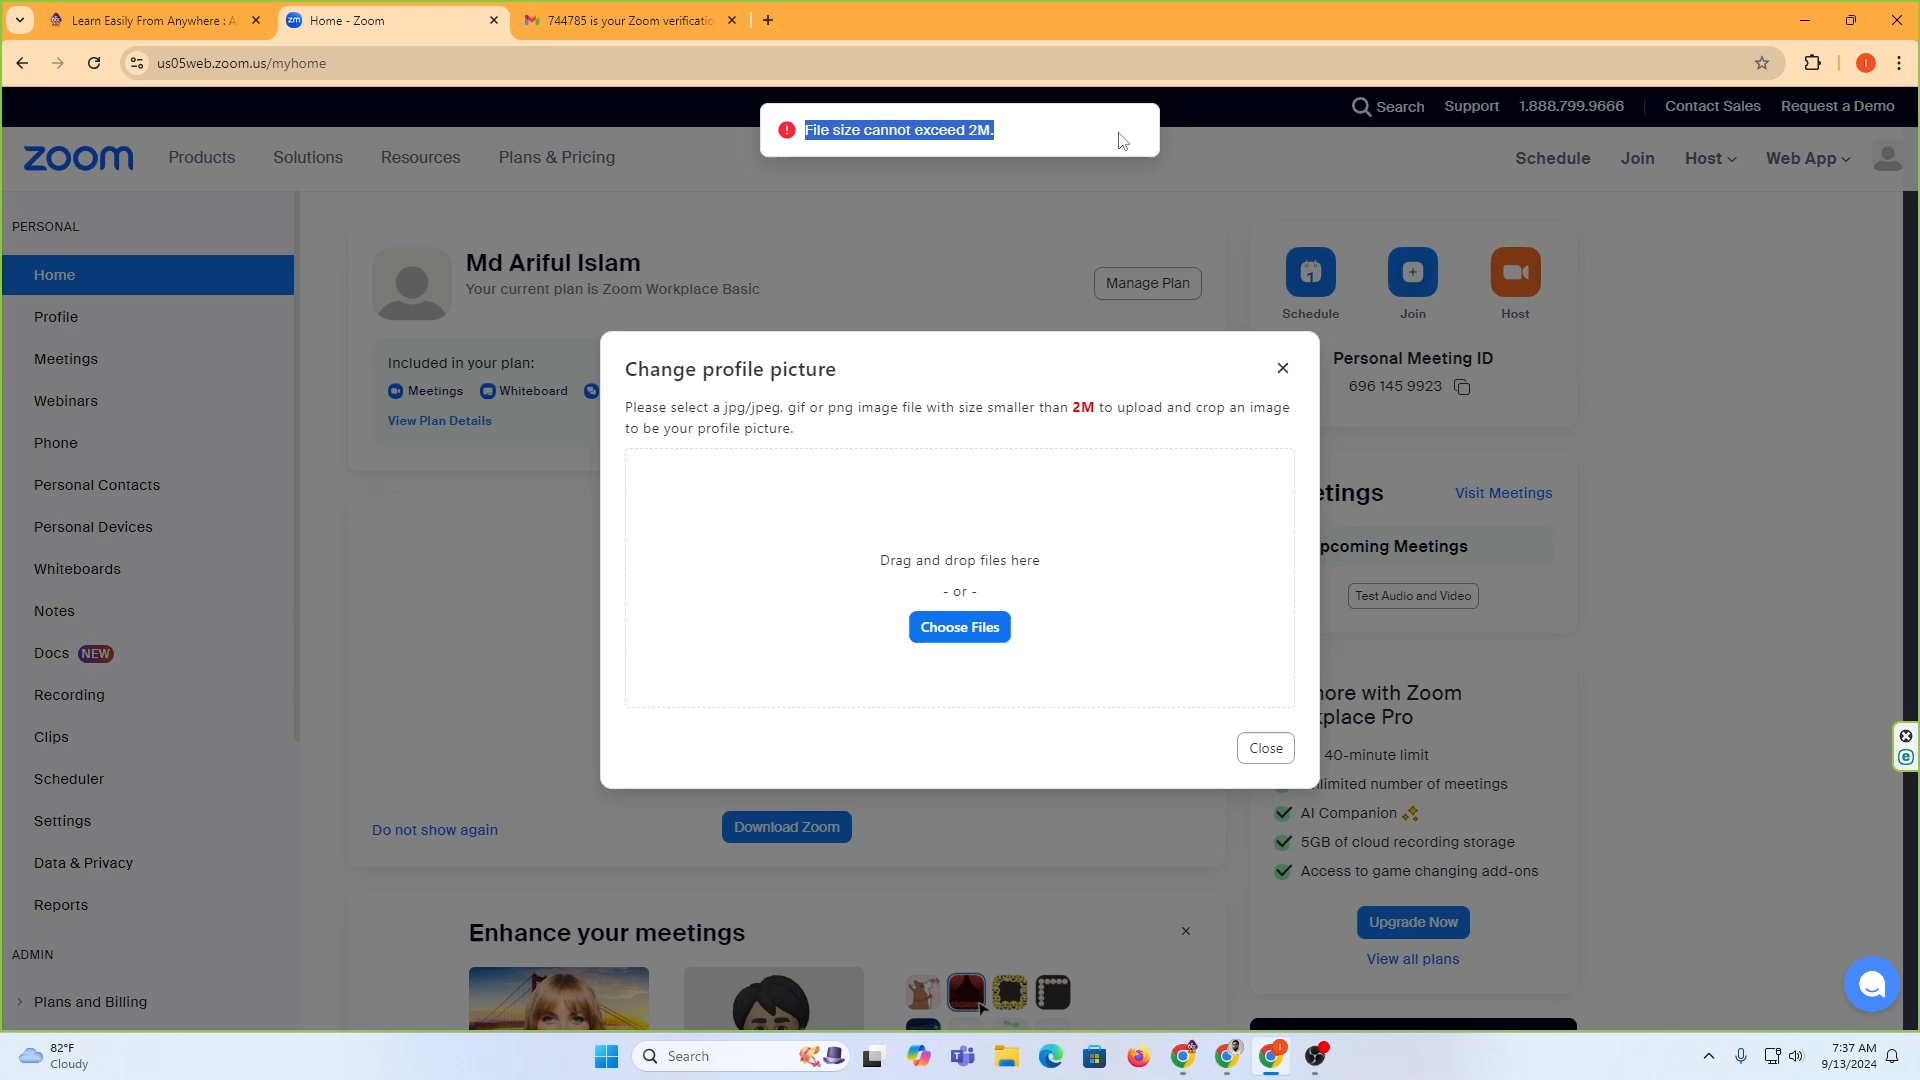 Learn Easily From Anywhere : A
Home - Zoom
744785 is your Zoom verificatio
us05web.zoom.us/myhome
Search
Support
1.888.799.9666
Contact Sales
Request a Demo
File size cannot exceed 2M.
zoom
Products
Solutions
Resources
Plans & Pricing
Schedule
Join
Host
Web App
PERSONAL
Home
Profile
Meetings
Webinars
Phone
Personal Contacts
Personal Devices
Whiteboards
Notes
Docs NEW
Recording
Clips
Scheduler
Settings
Data & Privacy
Reports
ADMIN
Plans and Billing
Md Ariful Islam
Your current plan is Zoom Workplace Basic
Manage Plan
Included in your plan:
Meetings
Whiteboard
View Plan Details
Change profile picture
Please select a jpg/jpeg, gif or png image file with size smaller than 2M to upload and crop an image
to be your profile picture.
Drag and drop files here
- or -
Choose Files
Close
Do not show again
Download Zoom
Enhance your meetings
1
Schedule
Join
Host
Personal Meeting ID
696 145 9923
etings
Visit Meetings
pcoming Meetings
Test Audio and Video
more with Zoom
kplace Pro
40-minute limit
nlimited number of meetings
AI Companion
5GB of cloud recording storage
Access to game changing add-ons
Upgrade Now
View all plans
82°F
Cloudy
Search
7:37 AM
9/13/2024